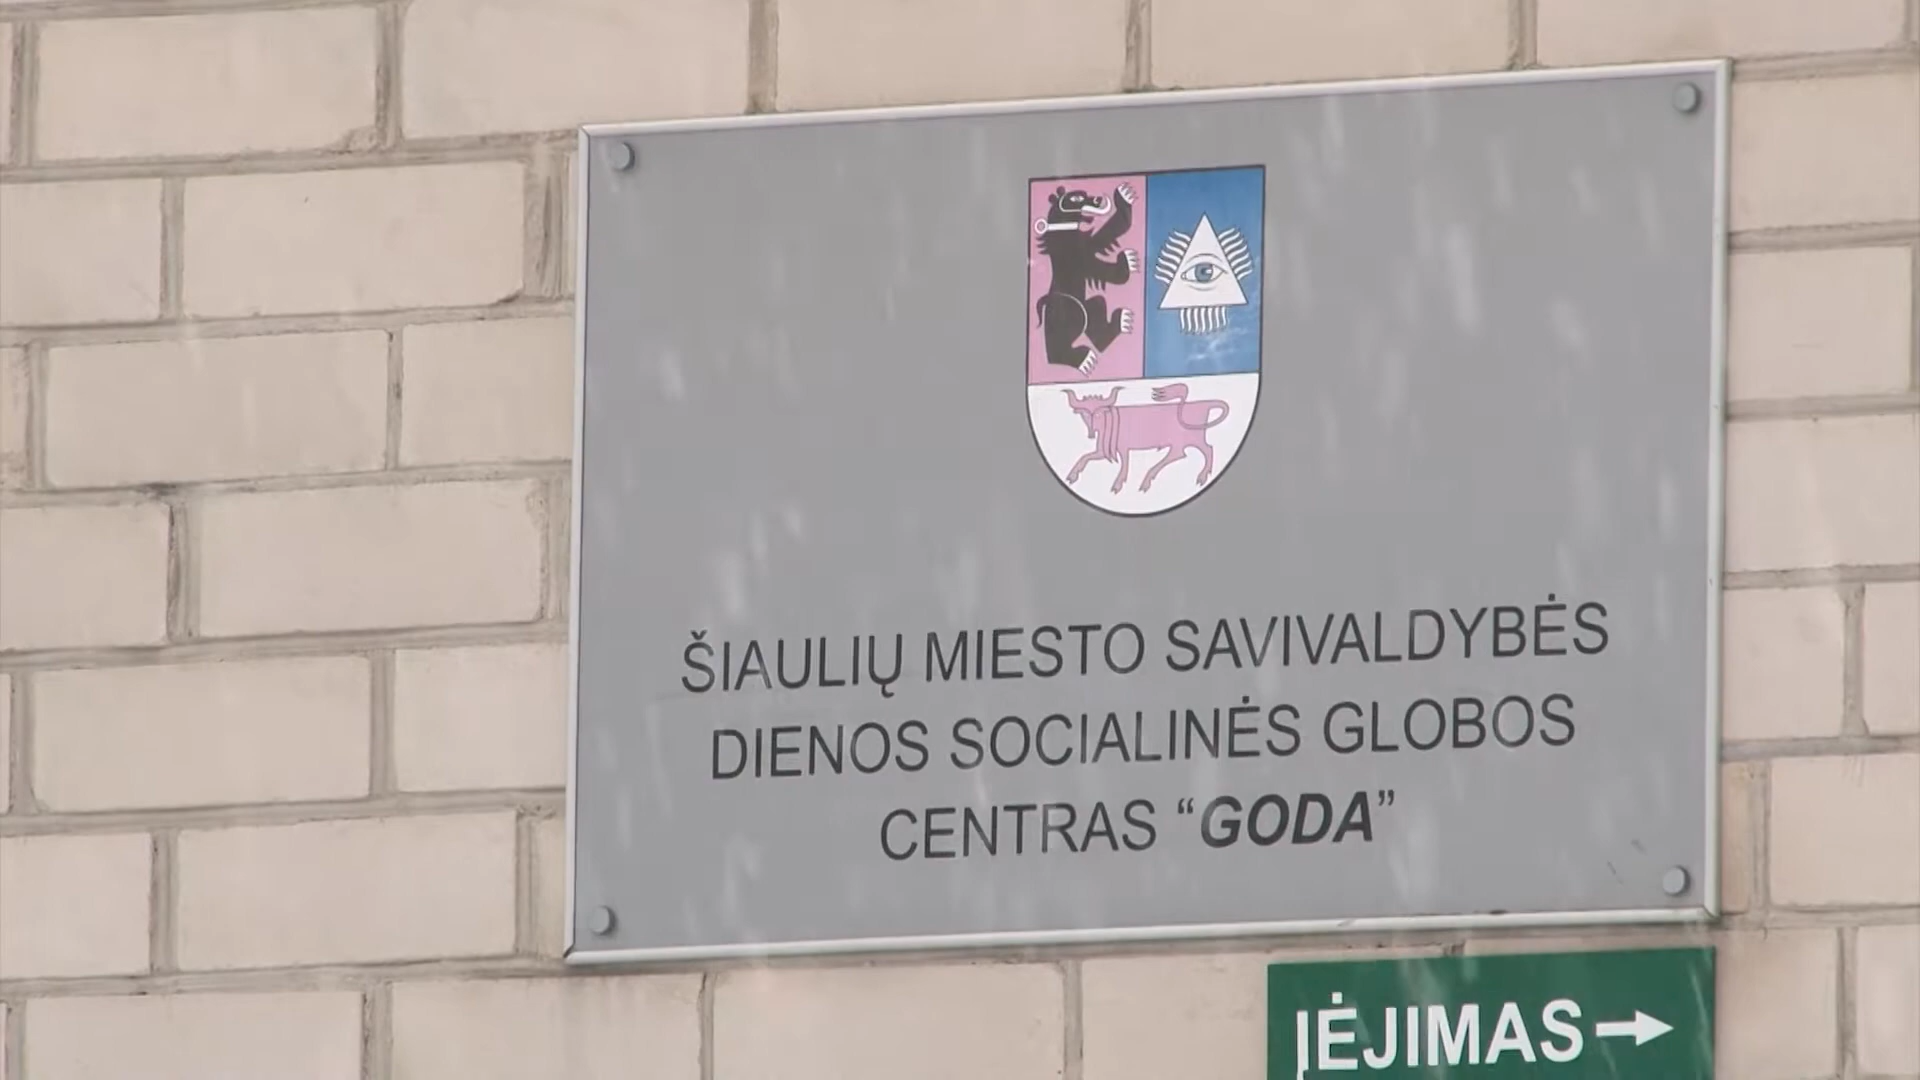 ŠIAULIŲ MIESTO SAVIVALDYBĖS
DIENOS SOCIALINĖS GLOBOS
CENTRAS “GODA”
ĮĖJIMAS→